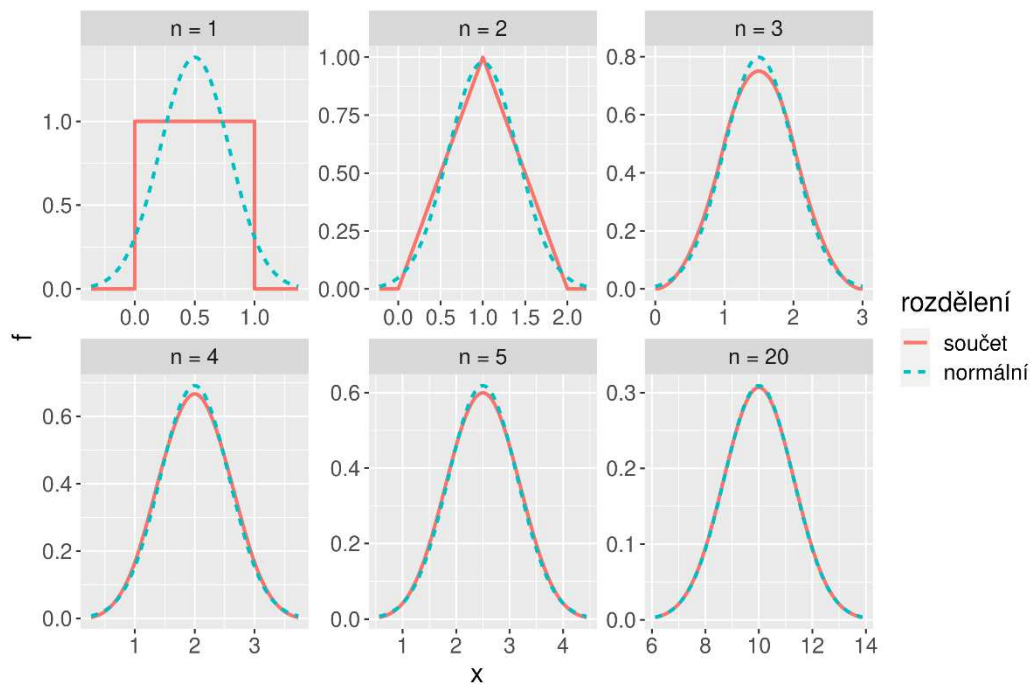 n = 1
n = 2
n = 3
1.0
0.5
0.0
0.0 0.5 1.0
1.00
0.75
0.50
0.25
0.00
0.0 0.5 1.0 1.5 2.0
0.8
0.6
0.4
0.2
0.0
0 1 2 3
f
n = 4
n = 5
n = 20
0.6
0.4
0.2
0.0
1 2 3
0.6
0.4
0.2
0.0
1 2 3 4
0.3
0.2
0.1
0.0
6 8 10 12 14
x
rozdělení
součet
normální